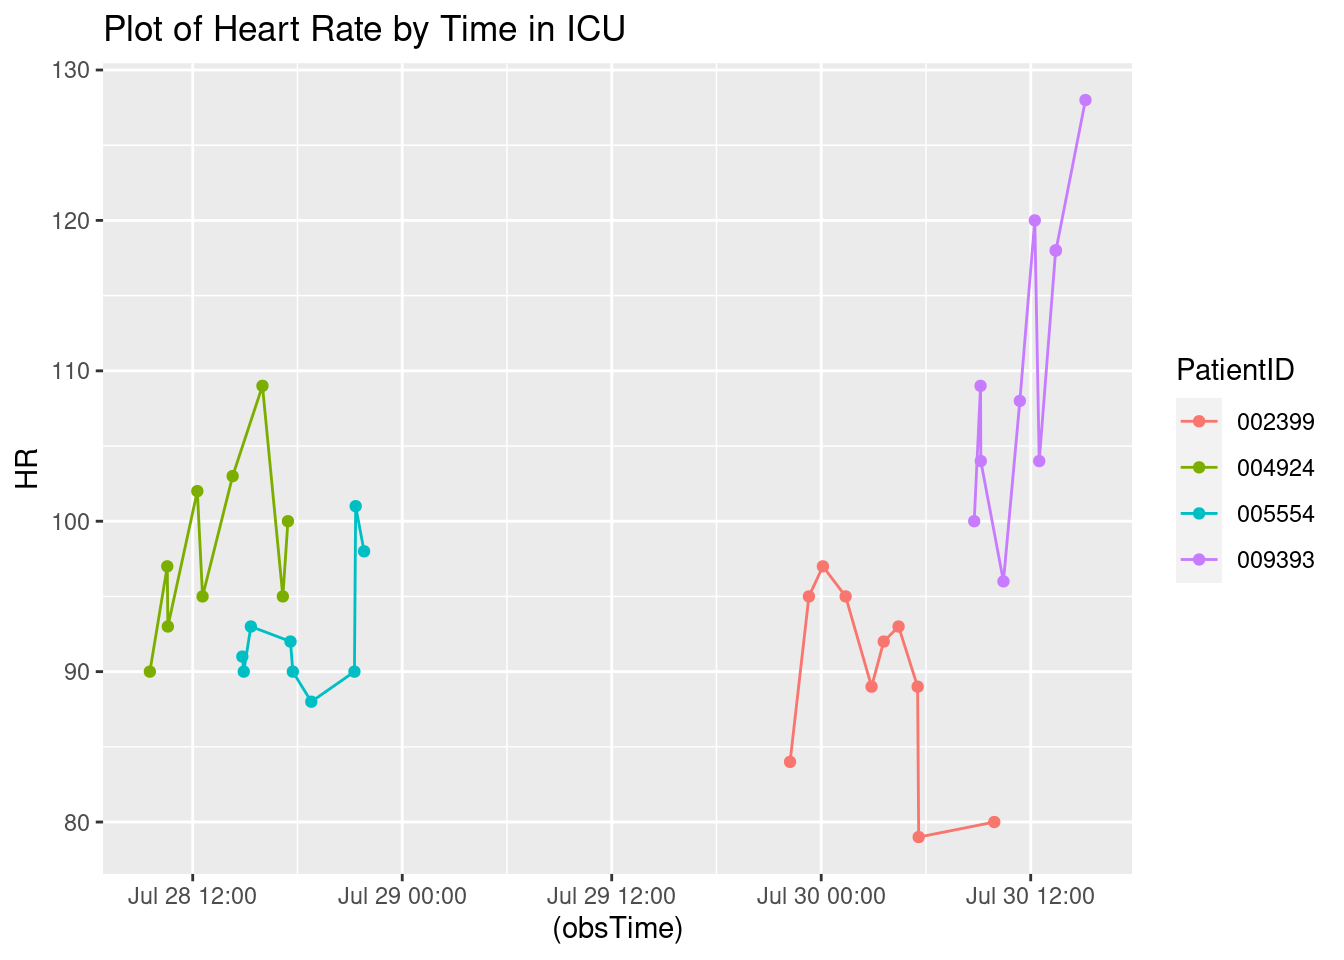 Plot of Heart Rate by Time in ICU
130
120
110
100
90
80
HR
Jul 28 12:00
Jul 29 00:00
Jul 29 12:00
Jul 30 00:00
Jul 30 12:00
(obsTime)
PatientID
002399
004924
005554
009393